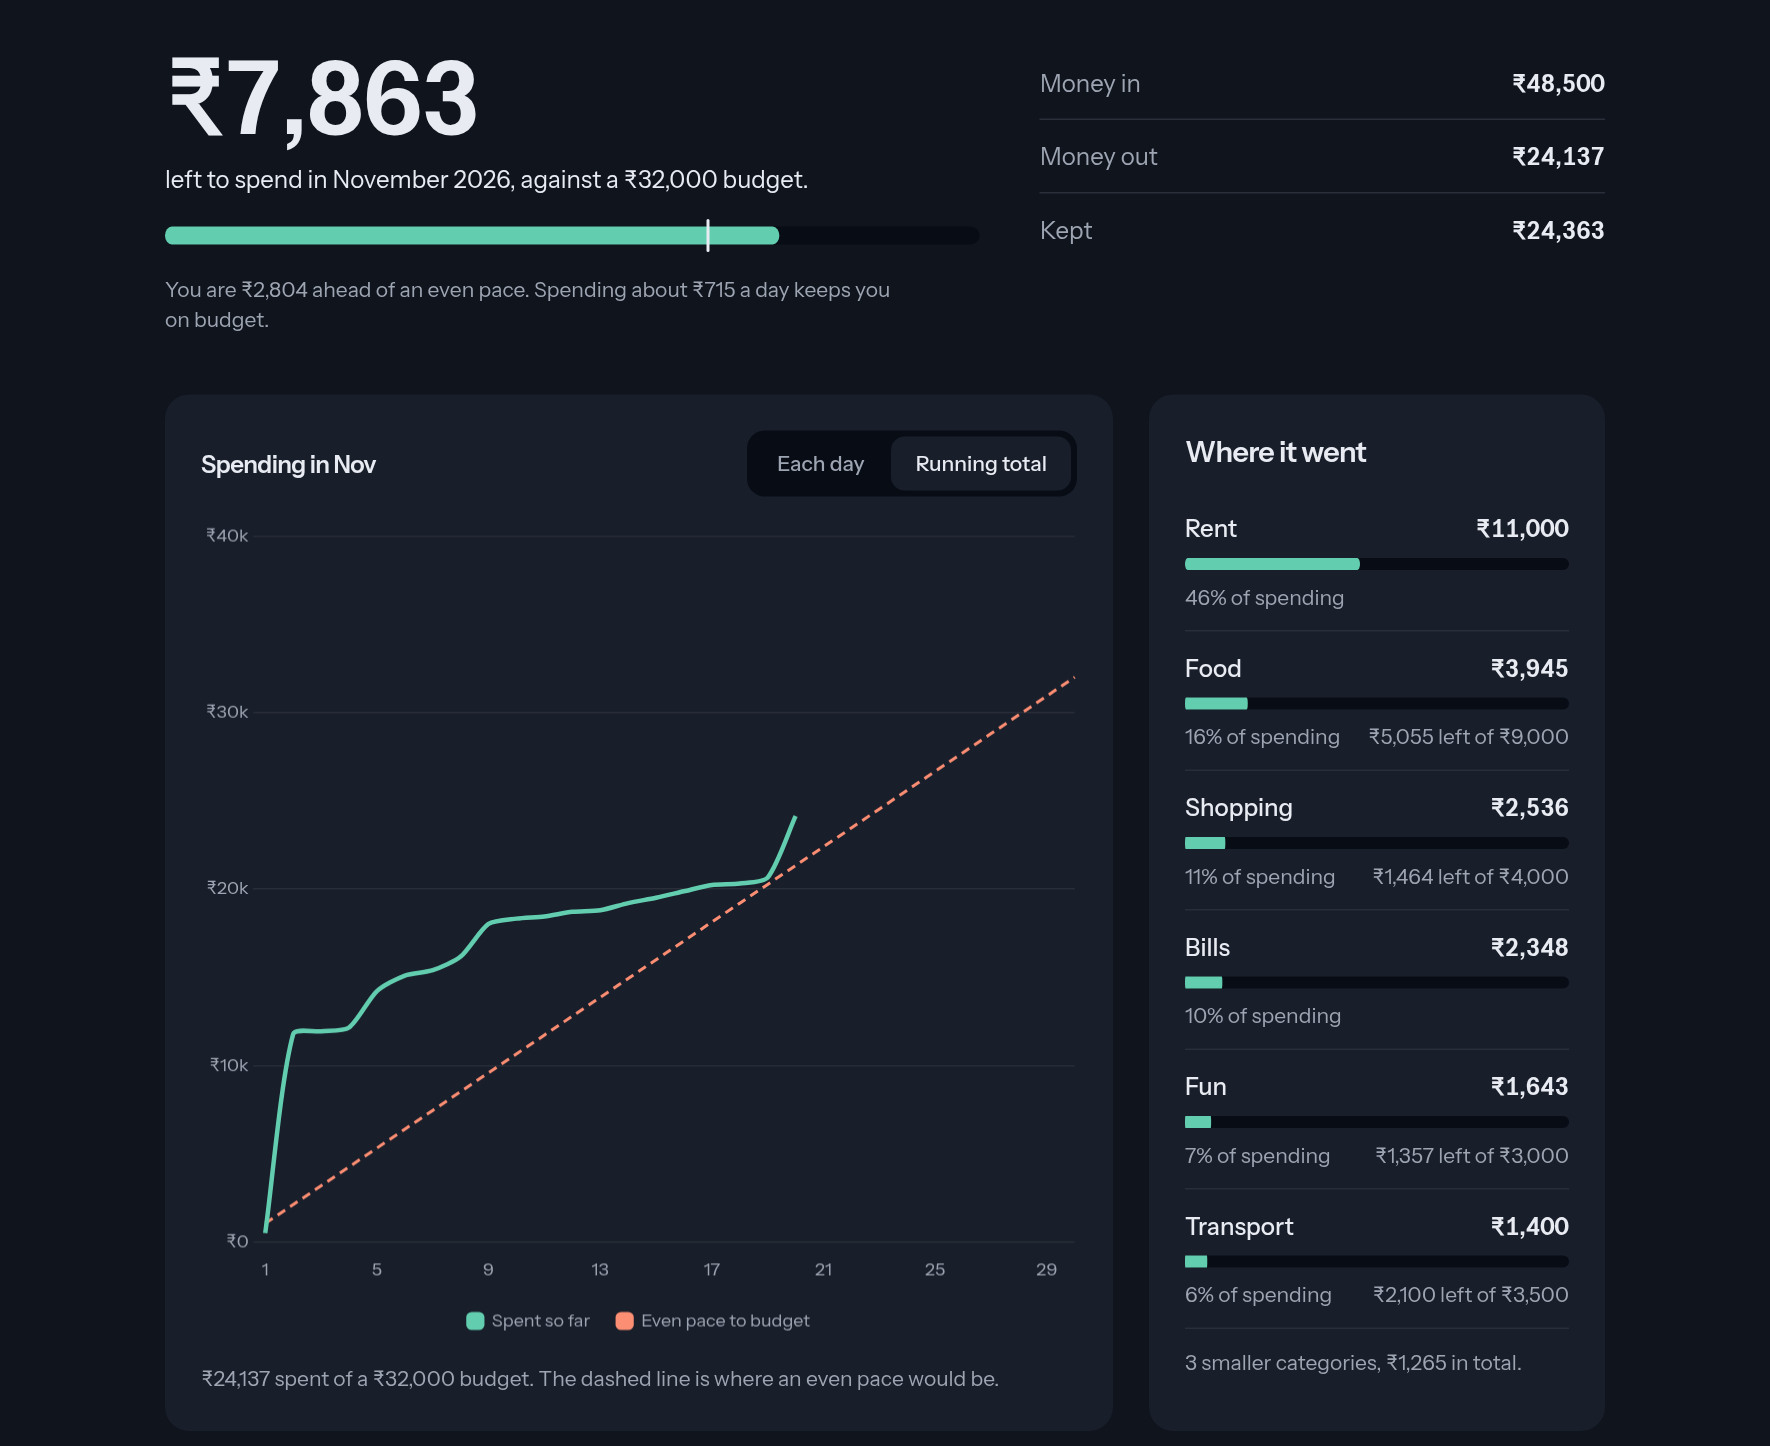 ₹7,863
left to spend in November 2026, against a ₹32,000 budget.
You are ₹2,804 ahead of an even pace. Spending about ₹715 a day keeps you
on budget.
Money in ₹48,500
Money out ₹24,137
Kept ₹24,363
Spending in Nov
Each day Running total
₹40k
₹30k
₹20k
₹10k
₹0
1 5 9 13 17 21 25 29
Spent so far Even pace to budget
₹24,137 spent of a ₹32,000 budget. The dashed line is where an even pace would be.
Where it went
Rent ₹11,000
46% of spending
Food ₹3,945
16% of spending ₹5,055 left of ₹9,000
Shopping ₹2,536
11% of spending ₹1,464 left of ₹4,000
Bills ₹2,348
10% of spending
Fun ₹1,643
7% of spending ₹1,357 left of ₹3,000
Transport ₹1,400
6% of spending ₹2,100 left of ₹3,500
3 smaller categories, ₹1,265 in total.